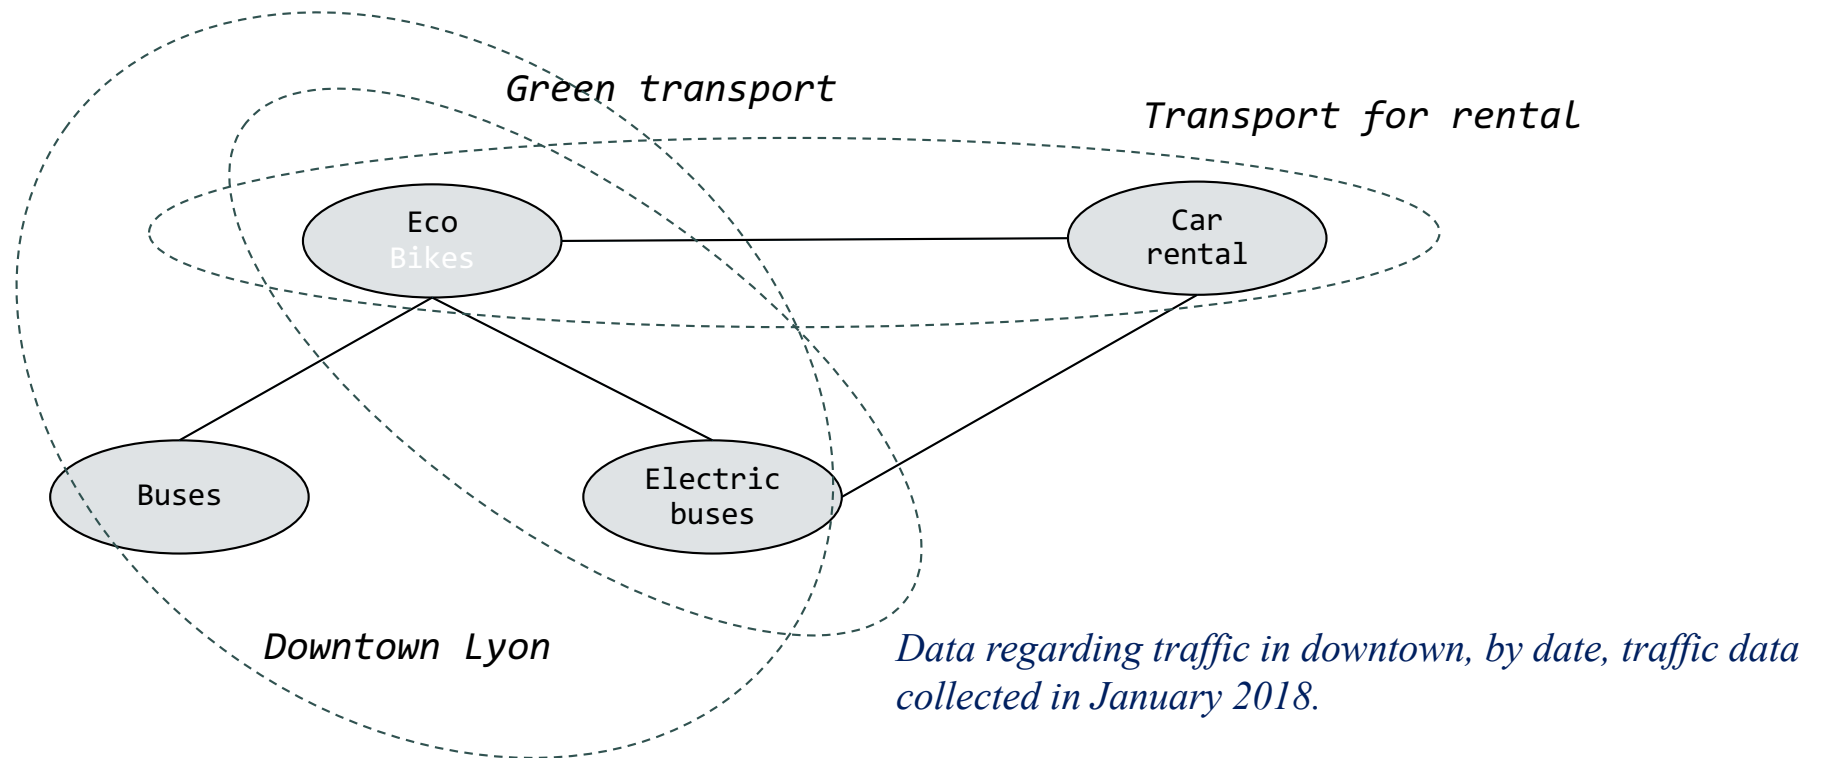 Green transport
Transport for rental
Eco
Bikes
Car
rental
Buses
Electric
buses
Downtown Lyon
Data regarding traffic in downtown, by date, traffic data
collected in January 2018.